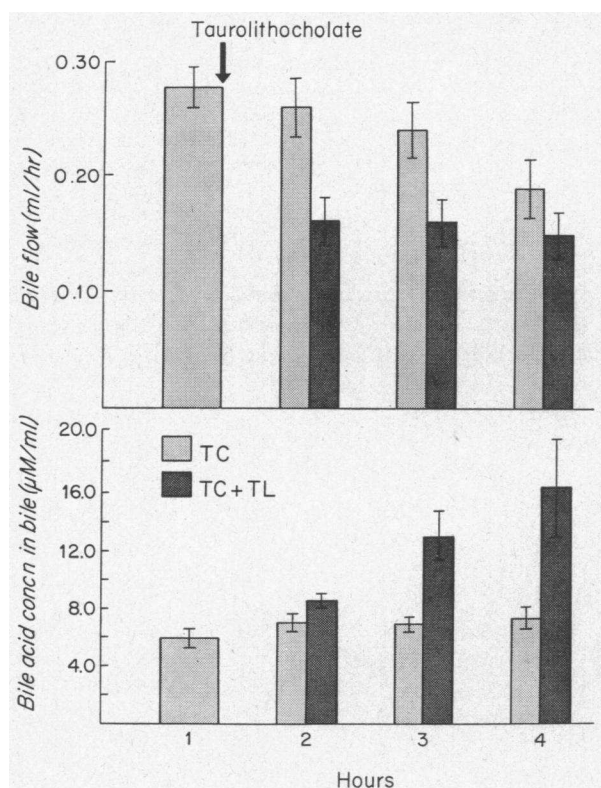 Taurolithocholate
0.30
0.20
0.10
Bile flow (ml/hr)
20.0
16.0
12.0
8.0
4.0
Bile acid concn in bile (μM/ml)
TC
TC + TL
1 2 3 4
Hours